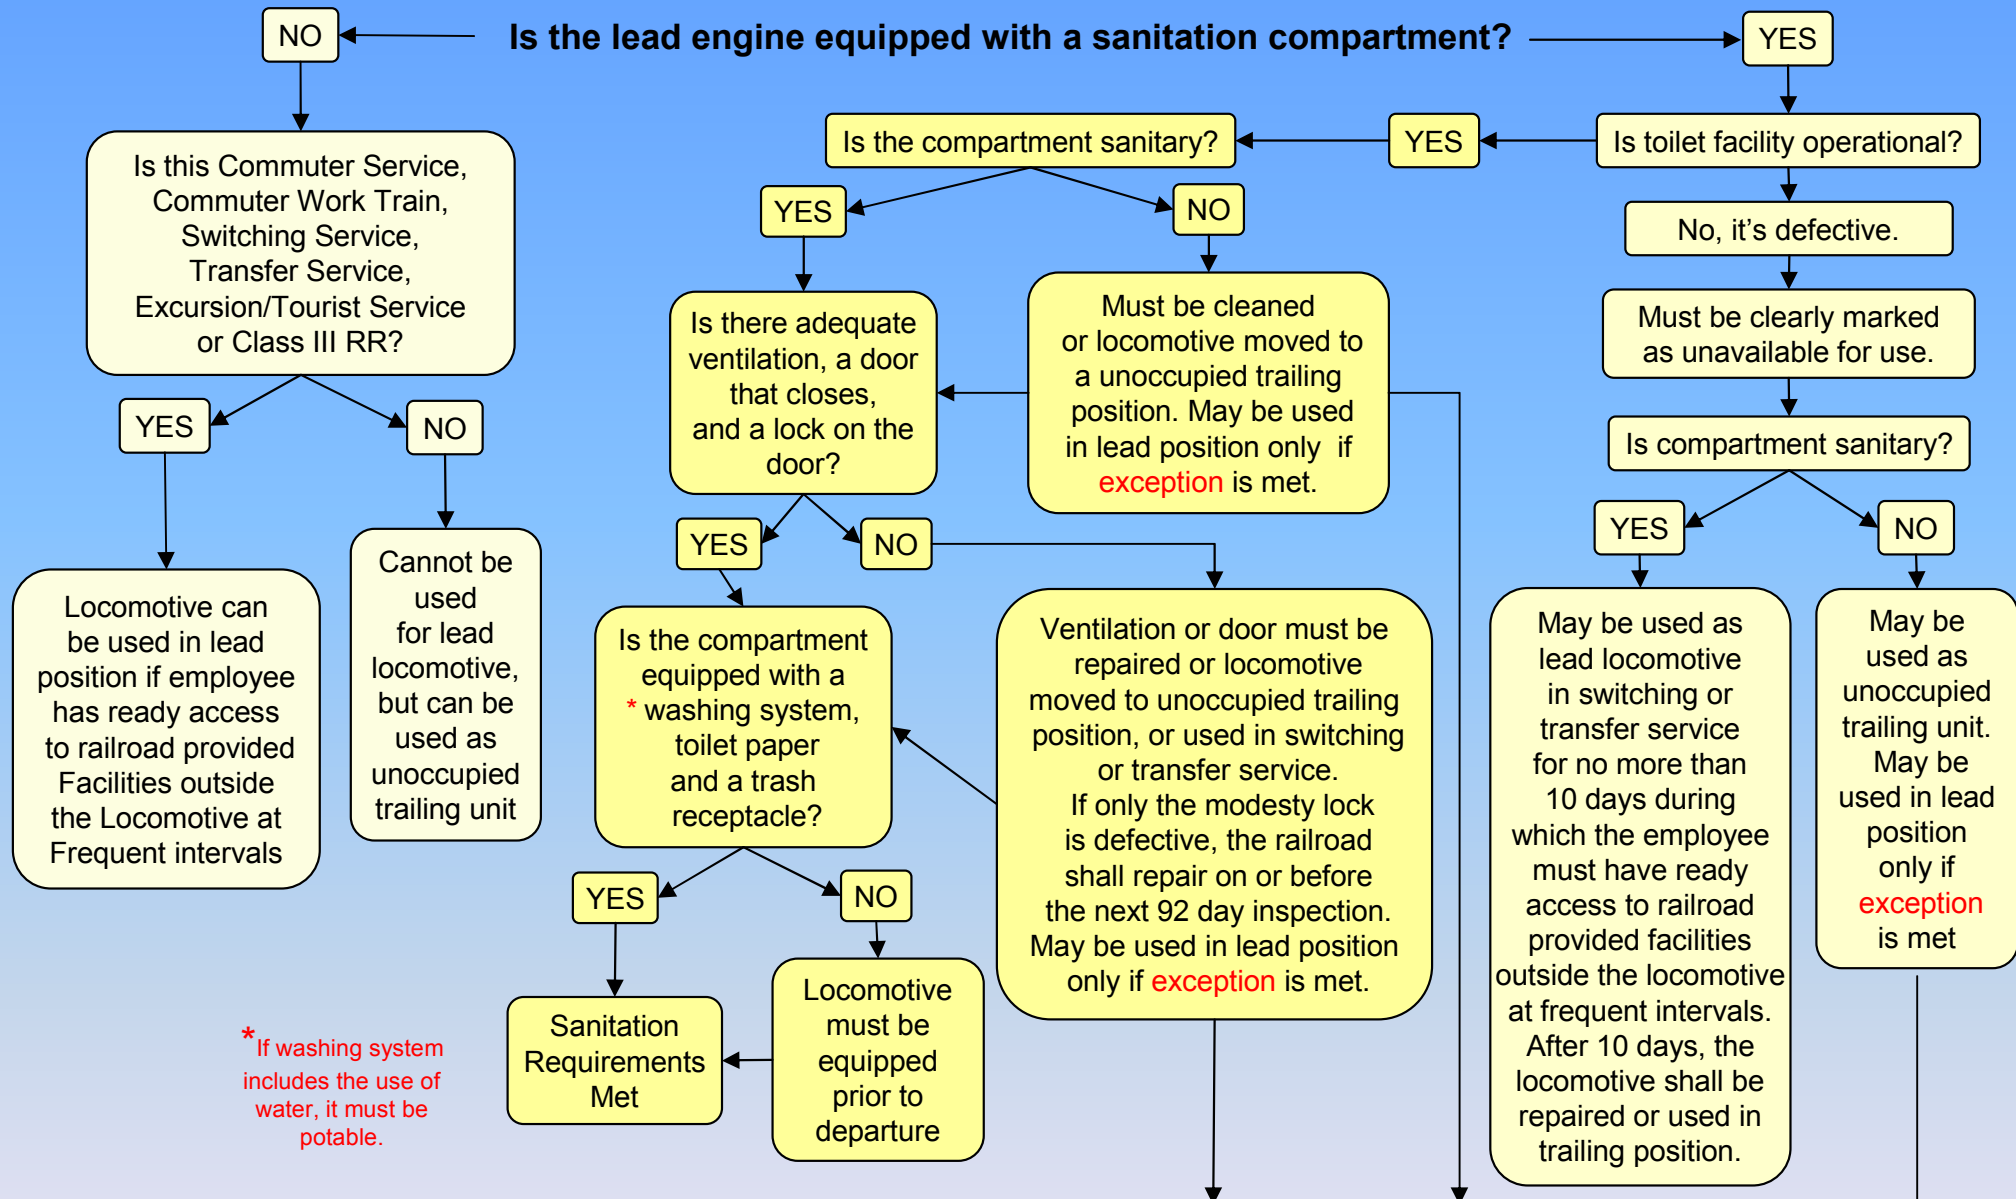 NO
Is the lead engine equipped with a sanitation compartment?
YES
Is this Commuter Service,
Commuter Work Train,
Switching Service,
Transfer Service,
Excursion/Tourist Service
or Class III RR?
YES
NO
Locomotive can
be used in lead
position if employee
has ready access
to railroad provided
Facilities outside
the Locomotive at
Frequent intervals
Cannot be
used
for lead
locomotive,
but can be
used as
unoccupied
trailing unit
Is the compartment sanitary?
YES
Is toilet facility operational?
YES
NO
Is there adequate
ventilation, a door
that closes,
and a lock on the
door?
Must be cleaned
or locomotive moved to
a unoccupied trailing
position. May be used
in lead position only if
exception is met.
YES
NO
Is the compartment
equipped with a
* washing system,
toilet paper
and a trash
receptacle?
Ventilation or door must be
repaired or locomotive
moved to unoccupied trailing
position, or used in switching
or transfer service.
If only the modesty lock
is defective, the railroad
shall repair on or before
the next 92 day inspection.
May be used in lead position
only if exception is met.
YES
NO
Sanitation
Requirements
Met
Locomotive
must be
equipped
prior to
departure
*If washing system
includes the use of
water, it must be
potable.
No, it’s defective.
Must be clearly marked
as unavailable for use.
Is compartment sanitary?
YES
NO
May be used as
lead locomotive
in switching or
transfer service
for no more than
10 days during
which the employee
must have ready
access to railroad
provided facilities
outside the locomotive
at frequent intervals.
After 10 days, the
locomotive shall be
repaired or used in
trailing position.
May be
used as
unoccupied
trailing unit.
May be
used in lead
position
only if
exception
is met